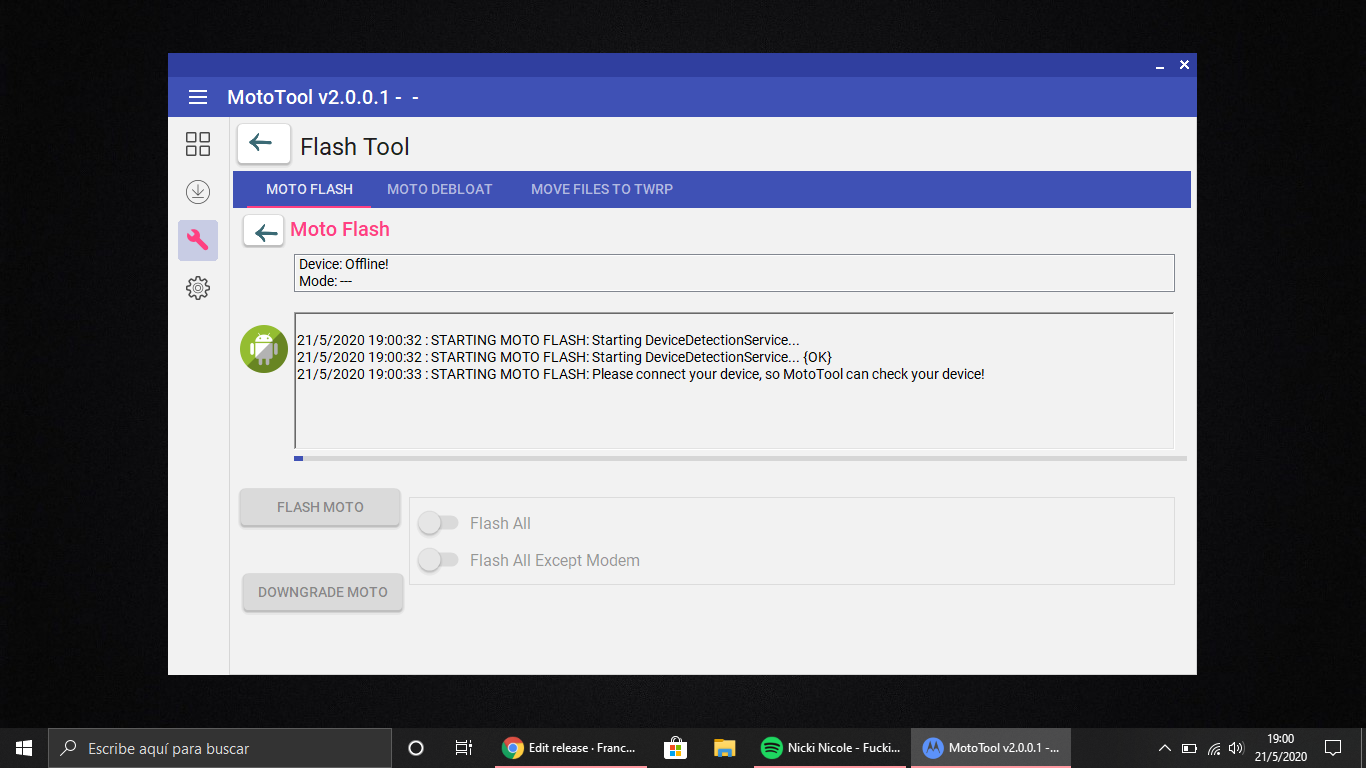 MotoTool v2.0.0.1 -  -
Flash Tool
MOTO FLASH
MOTO DEBLOAT
MOVE FILES TO TWRP
Moto Flash
Device: Offline!
Mode: ---
21/5/2020 19:00:32 : STARTING MOTO FLASH: Starting DeviceDetectionService...
21/5/2020 19:00:32 : STARTING MOTO FLASH: Starting DeviceDetectionService... {OK}
21/5/2020 19:00:33 : STARTING MOTO FLASH: Please connect your device, so MotoTool can check your device!
FLASH MOTO
Flash All
Flash All Except Modem
DOWNGRADE MOTO
Escribe aquí para buscar
Edit release · Franc...
Nicki Nicole - Fucki...
MotoTool v2.0.0.1 -...
19:00
21/5/2020